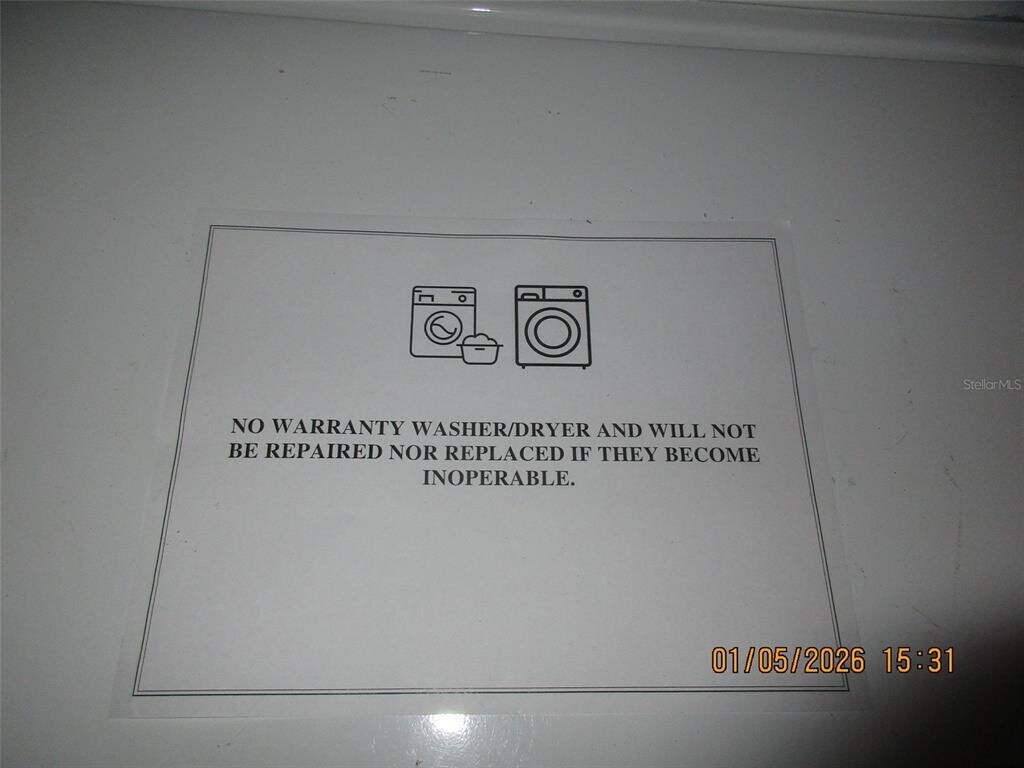 StellarMLS
NO WARRANTY WASHER/DRYER AND WILL NOT
BE REPAIRED NOR REPLACED IF THEY BECOME
INOPERABLE.
01/05/2026 15:31